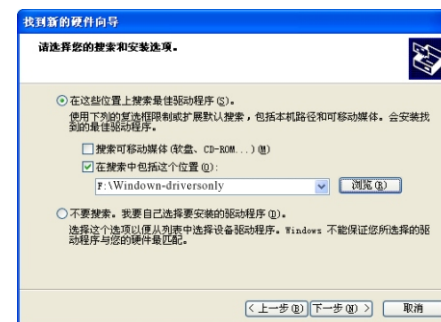 找到新的硬件向导
请选择您的搜索和安装选项。
在这些位置上搜索最佳驱动程序(S)。
使用下列的复选框限制或扩展默认搜索，包括本机路径和可移动媒体。会安装找
到的最佳驱动程序。
搜索可移动媒体(软盘、CD-ROM...)(M)
在搜索中包括这个位置(O):
F:\Windown-driversonly
浏览(R)
不要搜索。我要自己选择要安装的驱动程序(D)。
选择这个选项以便从列表中选择设备驱动程序。Windows 不能保证您所选择的驱
动程序与您的硬件最匹配。
< 上一步(B) 下一步(N) > 取消